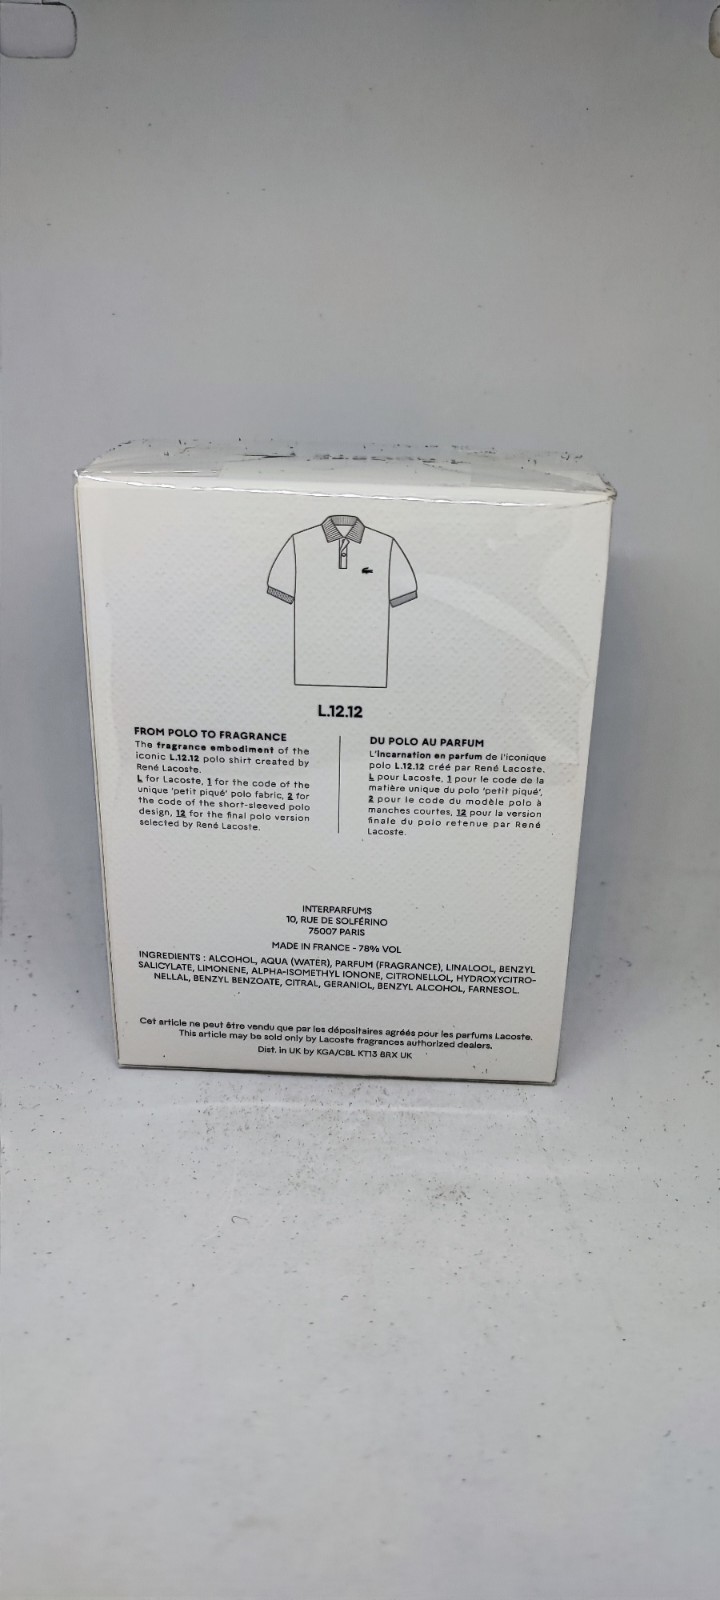 L.12.12
FROM POLO TO FRAGRANCE
The fragrance embodiment of the
iconic L.12.12 polo shirt created by
René Lacoste.
L for Lacoste, 1 for the code of the
unique 'petit piqué' polo fabric, 2 for
the code of the short-sleeved polo
design, 12 for the final polo version
selected by René Lacoste.
DU POLO AU PARFUM
L'incarnation en parfum de l'iconique
polo L.12.12 créé par René Lacoste.
L pour Lacoste, 1 pour le code de la
matière unique du polo 'petit piqué',
2 pour le code du modèle polo à
manches courtes, 12 pour la version
finale du polo retenue par René
Lacoste.
INTERPARFUMS
10, RUE DE SOLFÉRINO
75007 PARIS
MADE IN FRANCE - 78% VOL
INGREDIENTS : ALCOHOL, AQUA (WATER), PARFUM (FRAGRANCE), LINALOOL, BENZYL
SALICYLATE, LIMONENE, ALPHA-ISOMETHYL IONONE, CITRONELLOL, HYDROXYCITRO-
NELLAL, BENZYL BENZOATE, CITRAL, GERANIOL, BENZYL ALCOHOL, FARNESOL.
Cet article ne peut être vendu que par les dépositaires agréés pour les parfums Lacoste.
This article may be sold only by Lacoste fragrances authorized dealers.
Dist. in UK by KGA/CBL KT13 8RX UK